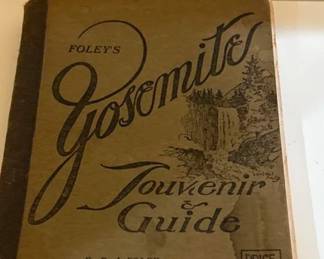 FOLEY'S
Yosemite
Souvenir
&
Guide
PRICE